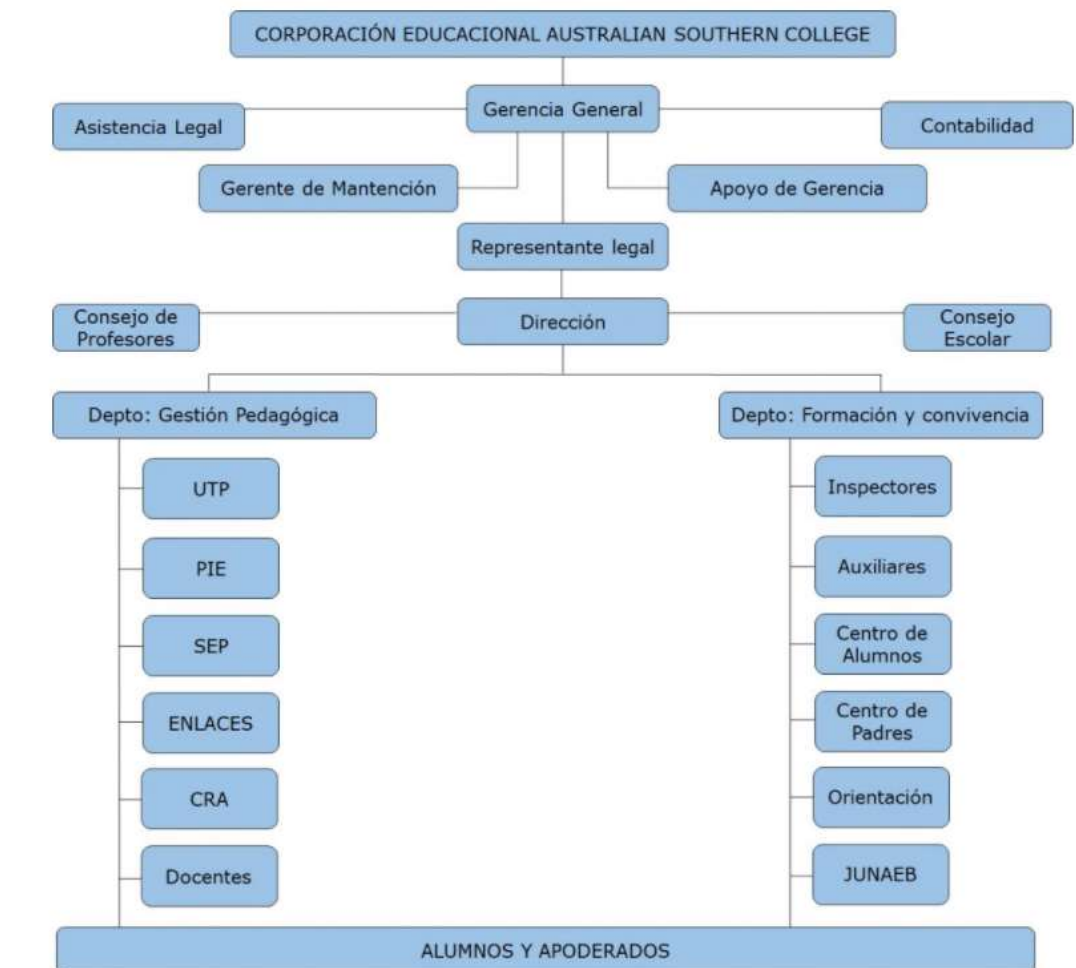 CORPORACIÓN EDUCACIONAL AUSTRALIAN SOUTHERN COLLEGE
Gerencia General
Asistencia Legal
Contabilidad
Gerente de Mantención
Apoyo de Gerencia
Representante legal
Consejo de
Profesores
Dirección
Consejo
Escolar
Depto: Gestión Pedagógica
Depto: Formación y convivencia
UTP
PIE
SEP
ENLACES
CRA
Docentes
Inspectores
Auxiliares
Centro de
Alumnos
Centro de
Padres
Orientación
JUNAEB
ALUMNOS Y APODERADOS